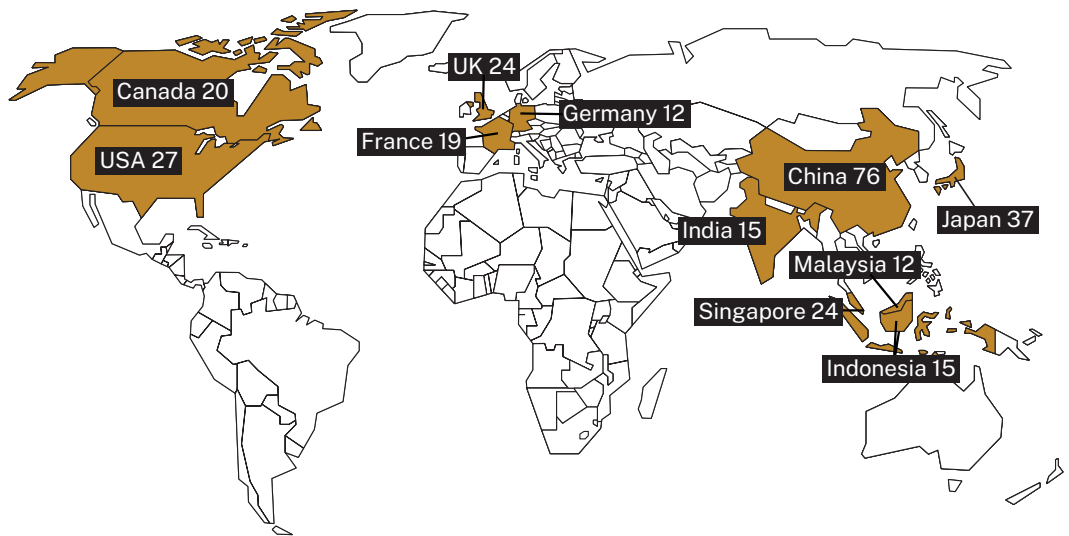 UK 24
Canada 20
Germany 12
France 19
USA 27
China 76
Japan 37
India 15
Malaysia 12
Singapore 24
Indonesia 15